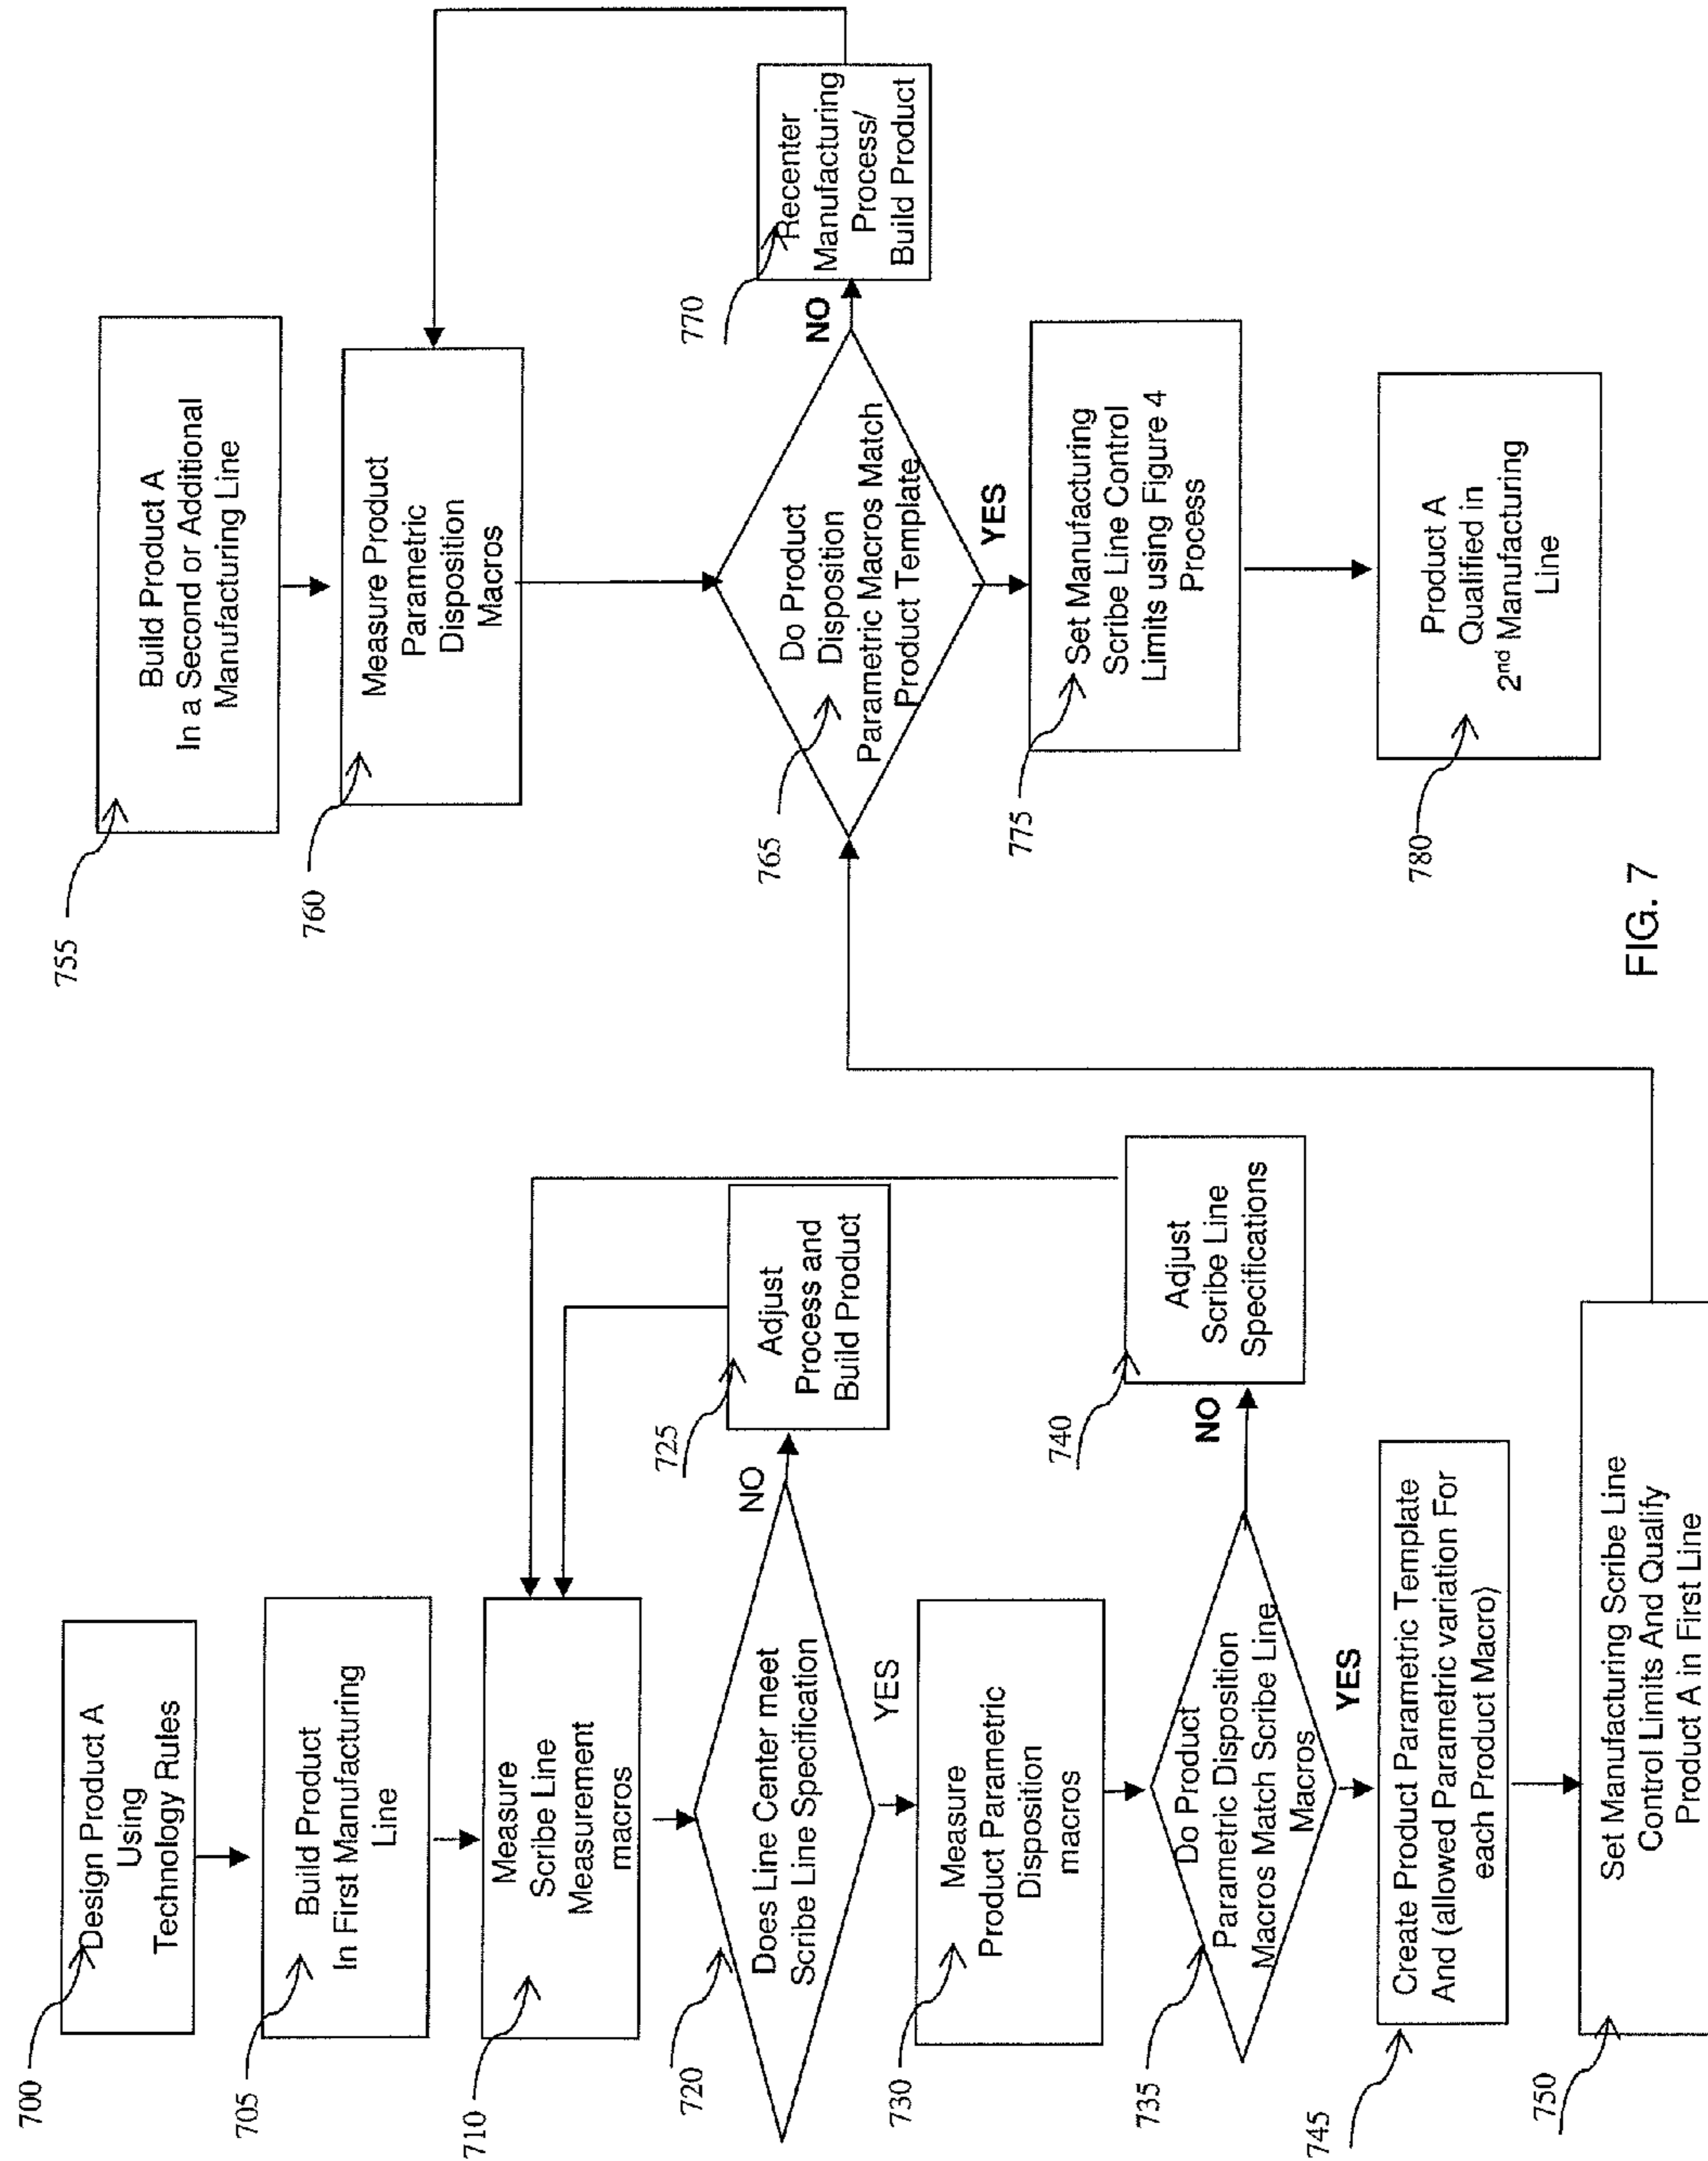 700
Design Product A
Using
Technology Rules
705
Build Product
In First Manufacturing
Line
710
Measure
Scribe Line
Measurement
macros
720
Does Line Center meet
Scribe Line Specification
NO
YES
725
Adjust
Process and
Build Product
730
Measure
Product Parametric
Disposition
macros
735
Do Product
Parametric Disposition
Macros Match Scribe Line
Macros
NO
YES
740
Adjust
Scribe Line
Specifications
745
Create Product Parametric Template
And (allowed Parametric variation For
each Product Macro)
750
Set Manufacturing Scribe Line
Control Limits And Qualify
Product A in First Line
755
Build Product A
In a Second or Additional
Manufacturing Line
760
Measure Product
Parametric
Disposition
Macros
765
Do Product
Disposition
Parametric Macros Match
Product Template
NO
YES
770
Recenter
Manufacturing
Process/
Build Product
775
Set Manufacturing
Scribe Line Control
Limits using Figure 4
Process
780
Product A
Qualified in
2nd Manufacturing
Line
FIG. 7